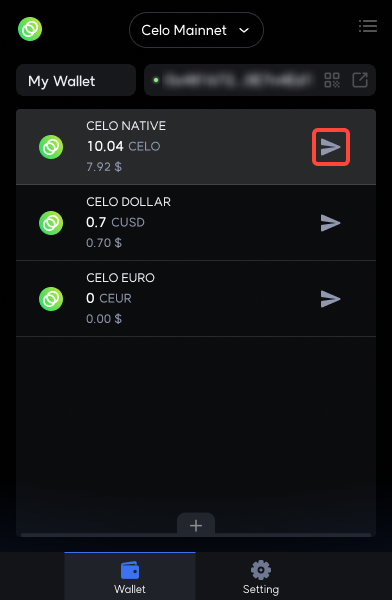 Celo Mainnet
My Wallet
CELO NATIVE
10.04 CELO
7.92 $
CELO DOLLAR
0.7 CUSD
0.70 $
CELO EURO
0 CEUR
0.00 $
Wallet
Setting